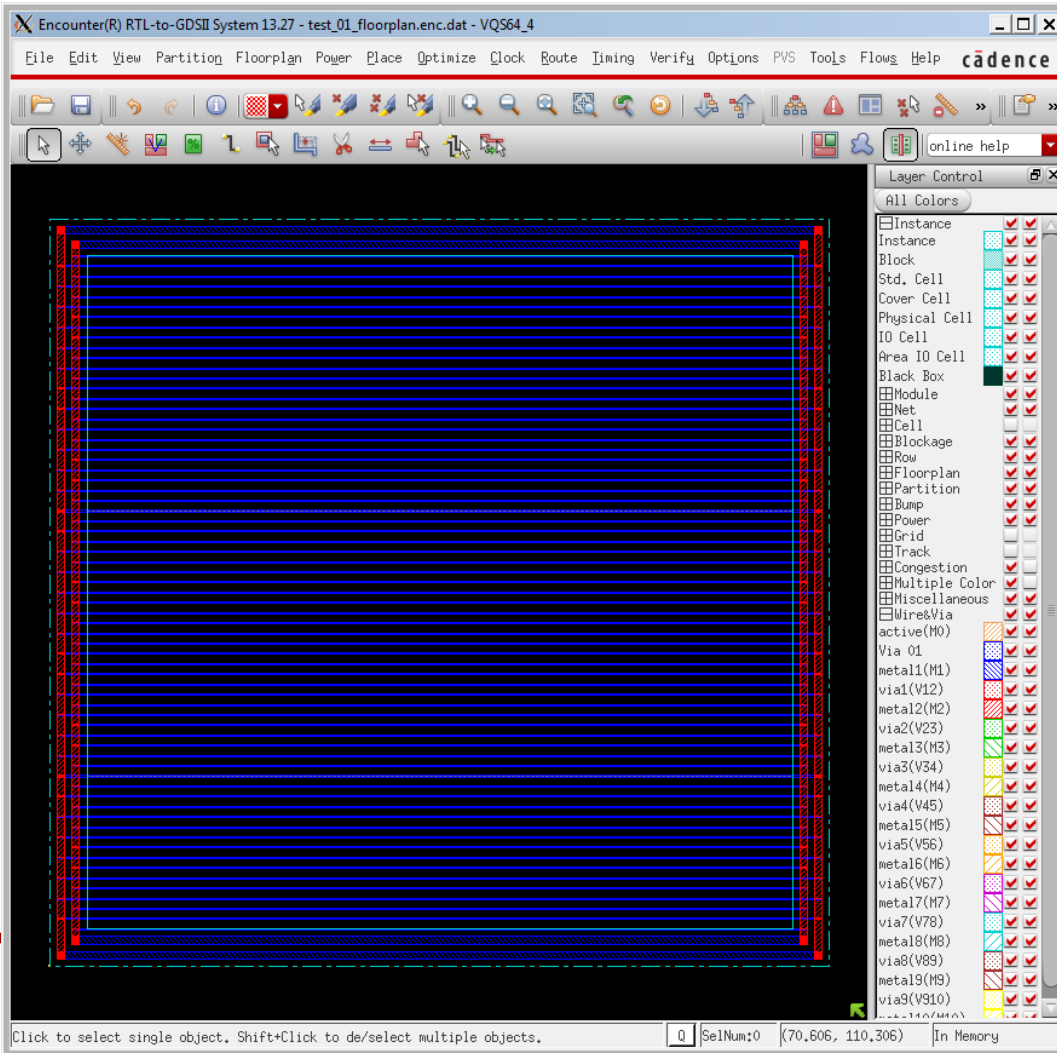 Encounter(R) RTL-to-GDSII System 13.27 - test_01_floorplan.enc.dat - VQS64_4
File Edit View Partition Floorplan Power Place Optimize Clock Route Timing Verify Options PVS Tools Flows Help cādence
online help
Layer Control
All Colors
Instance
Instance
Block
Std. Cell
Cover Cell
Physical Cell
IO Cell
Area IO Cell
Black Box
Module
Net
Cell
Blockage
Row
Floorplan
Partition
Bump
Power
Grid
Track
Congestion
Multiple Color
Miscellaneous
Wire&Via
active(M0)
Via 01
metal1(M1)
via1(V12)
metal2(M2)
via2(V23)
metal3(M3)
via3(V34)
metal4(M4)
via4(V45)
metal5(M5)
via5(V56)
metal6(M6)
via6(V67)
metal7(M7)
via7(V78)
metal8(M8)
via8(V89)
metal9(M9)
via9(V910)
Click to select single object. Shift+Click to de/select multiple objects. Q SelNum:0 (70.606, 110.306) In Memory